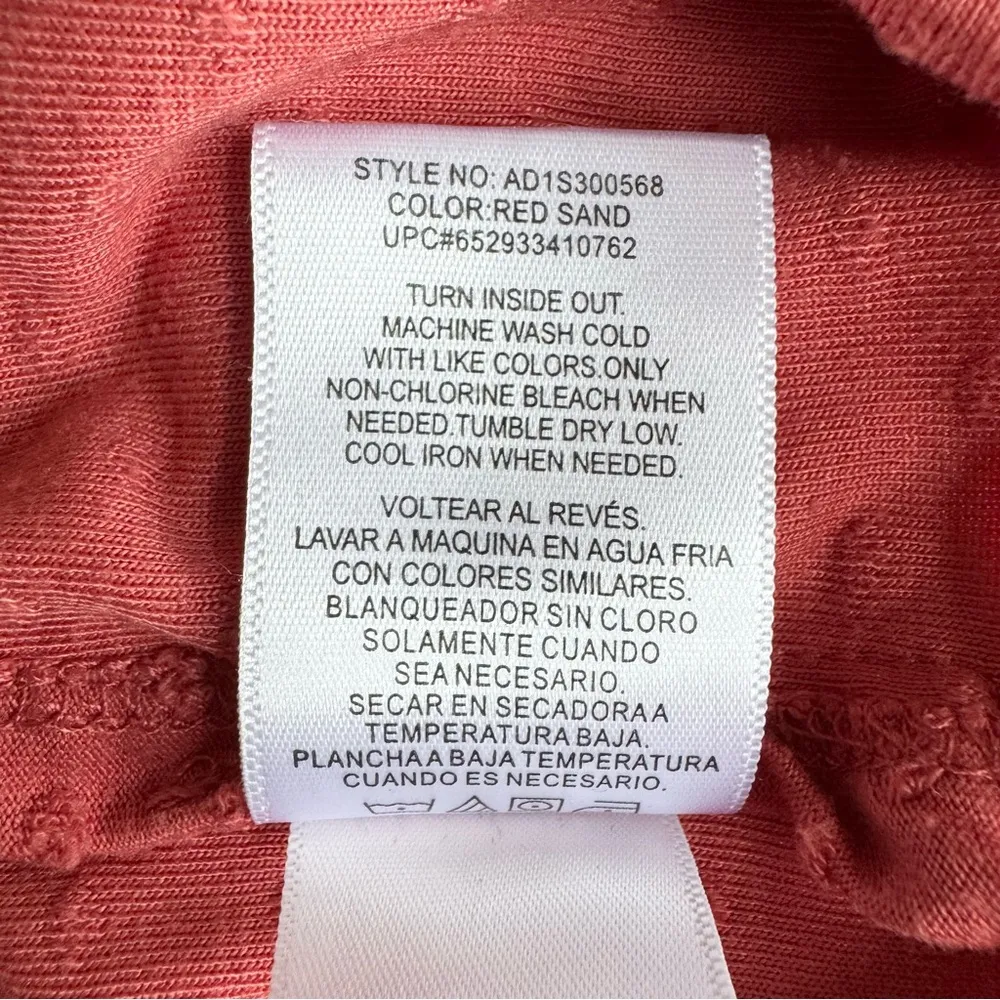 STYLE NO: AD1S300568
COLOR:RED SAND
UPC#652933410762
TURN INSIDE OUT.
MACHINE WASH COLD
WITH LIKE COLORS.ONLY
NON-CHLORINE BLEACH WHEN
NEEDED.TUMBLE DRY LOW.
COOL IRON WHEN NEEDED.
VOLTEAR AL REVÉS.
LAVAR A MAQUINA EN AGUA FRIA
CON COLORES SIMILARES.
BLANQUEADOR SIN CLORO
SOLAMENTE CUANDO
SEA NECESARIO.
SECAR EN SECADORA A
TEMPERATURA BAJA.
PLANCHA A BAJA TEMPERATURA
CUANDO ES NECESARIO.